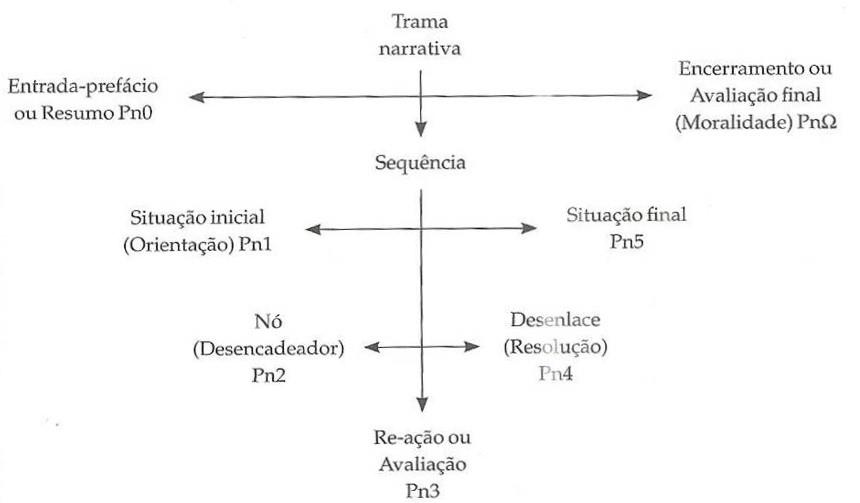 Trama
narrativa
Entrada-prefácio
ou Resumo Pn0
Encerramento ou
Avaliação final
(Moralidade) PnΩ
Sequência
Situação inicial
(Orientação) Pn1
Situação final
Pn5
Nó
(Desencadeador)
Pn2
Desenlace
(Resolução)
Pn4
Re-ação ou
Avaliação
Pn3